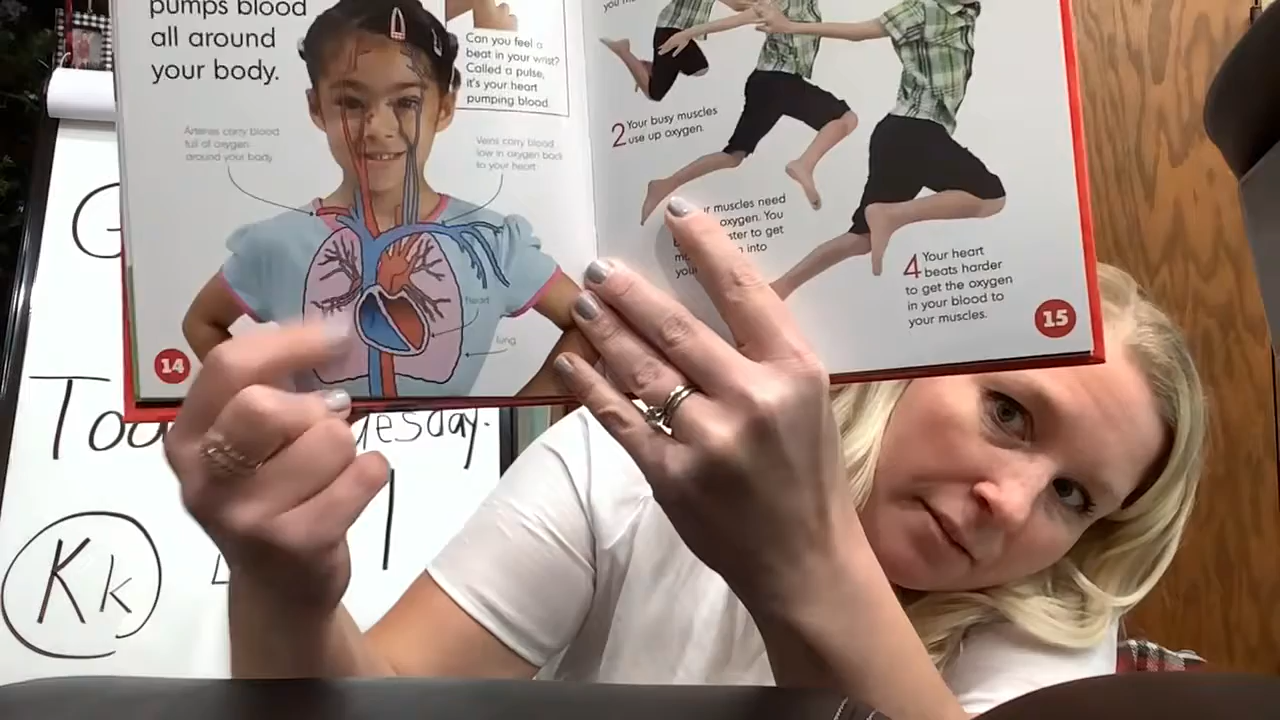 pumps blood
all around
your body.
Can you feel a
beat in your wrist?
Called a pulse,
it's your heart
pumping blood.
Arteries carry blood
full of oxygen
around your body
Veins carry blood
low in oxygen back
to your heart
heart
lung
14
2 Your busy muscles
use up oxygen.
muscles need
oxygen. You
to get
into
4 Your heart
beats harder
to get the oxygen
in your blood to
your muscles.
15
G
Kk